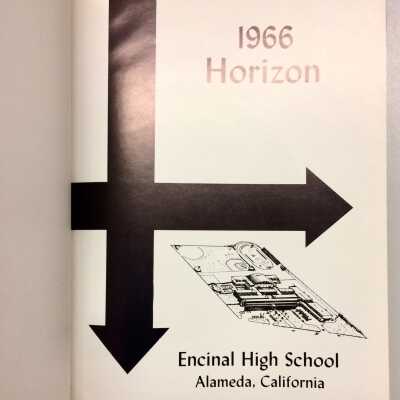 1966
Horizon
Encinal High School
Alameda, California